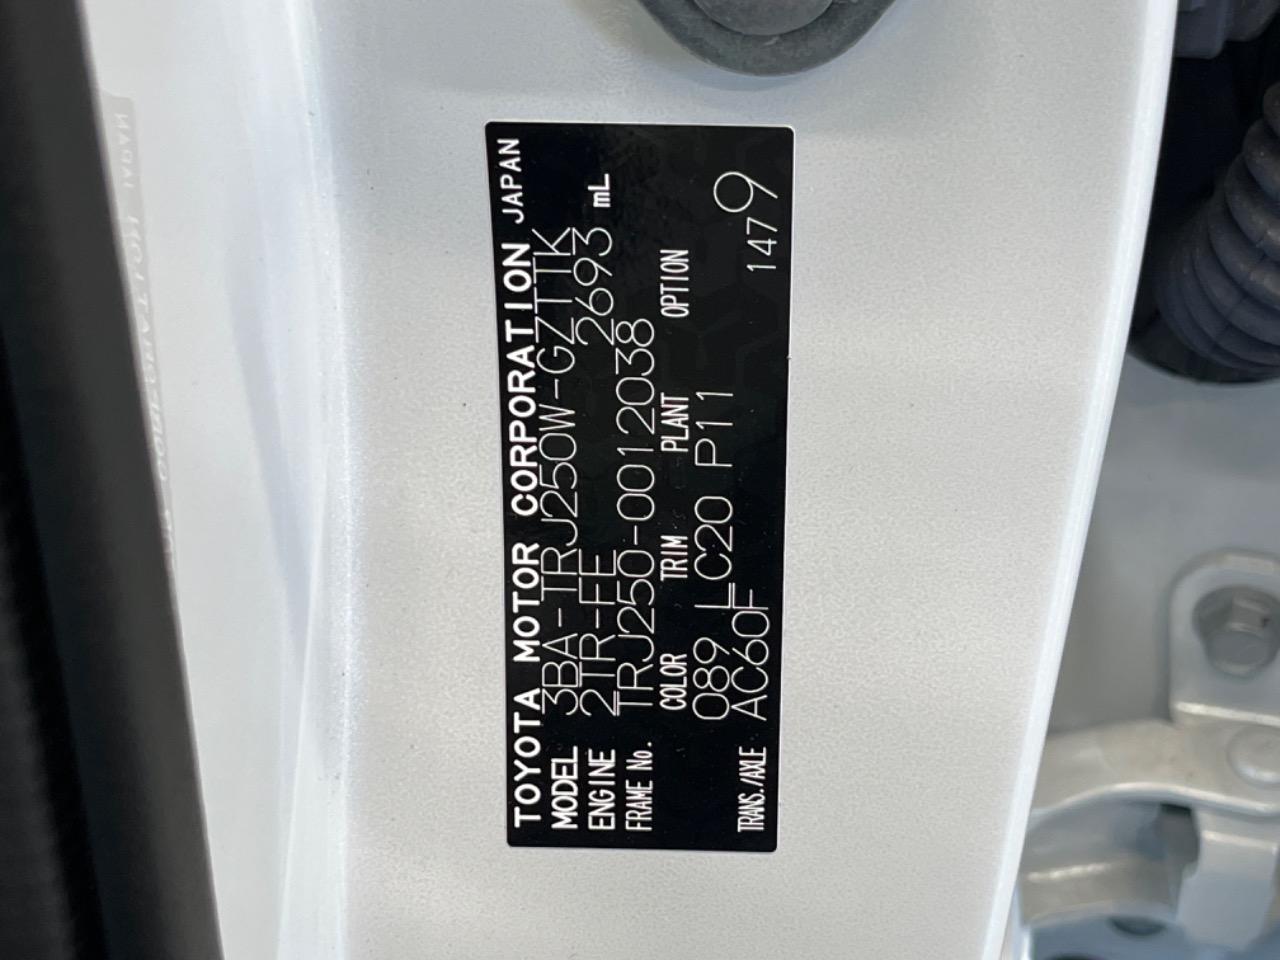 TOYOTA MOTOR CORPORATION JAPAN
MODEL 3BA-TRJ250W-GZTTK
ENGINE 2TR-FE 2693 mL
FRAME No. TRJ250-0012038
COLOR TRIM PLANT OPTION
089 LC20 P11
TRANS./AXLE AC60F 1479